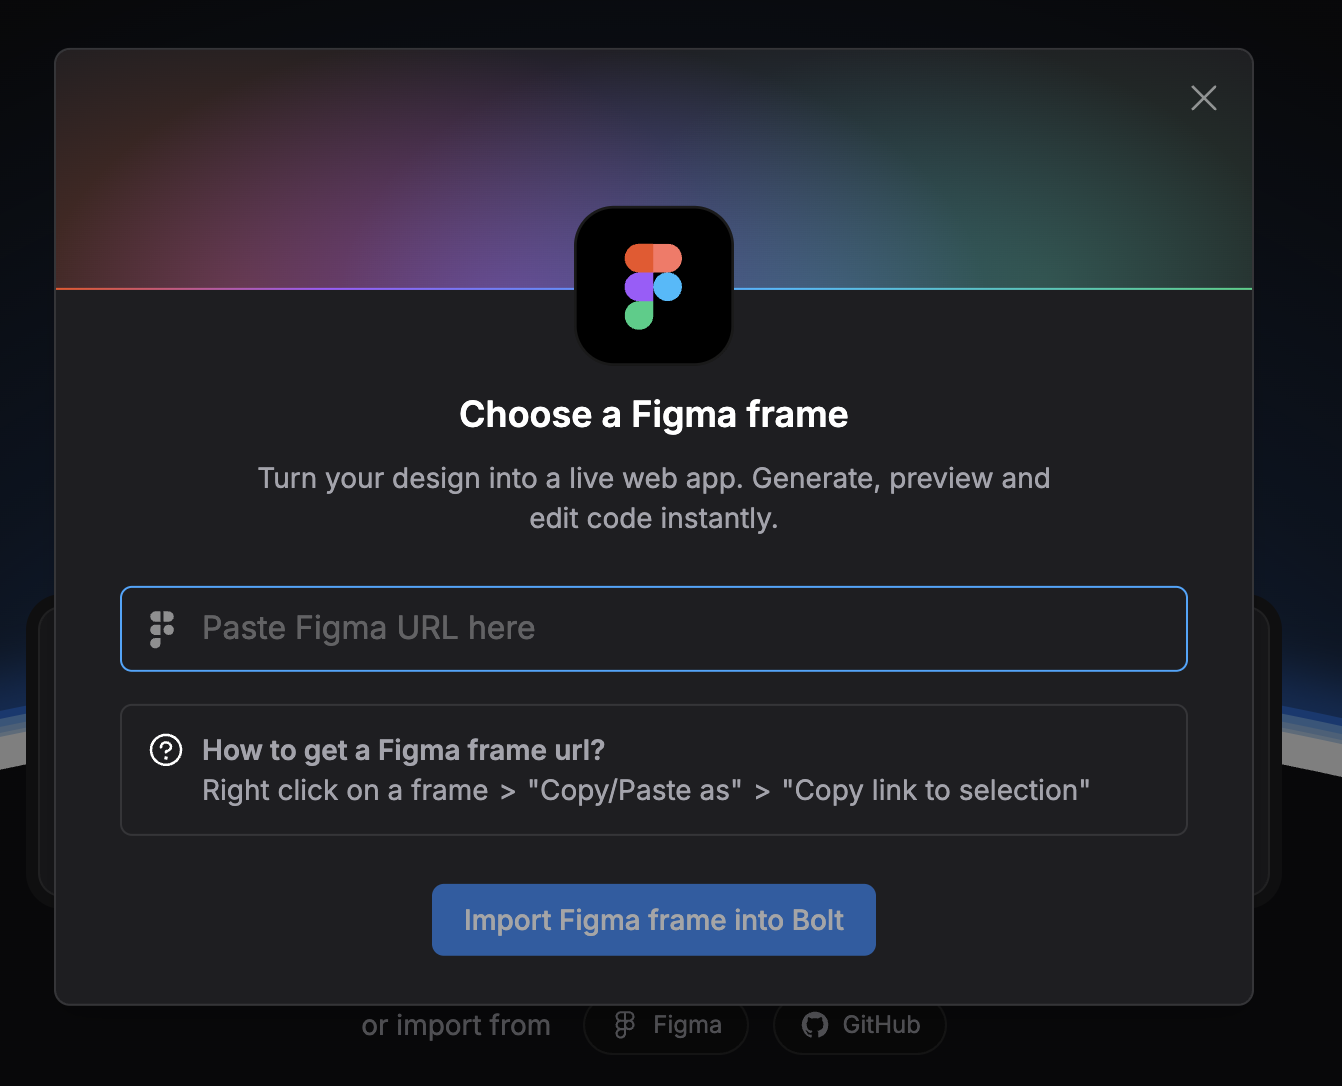 Choose a Figma frame
Turn your design into a live web app. Generate, preview and
edit code instantly.
Paste Figma URL here
How to get a Figma frame url?
Right click on a frame > "Copy/Paste as" > "Copy link to selection"
Import Figma frame into Bolt
or import from Figma GitHub